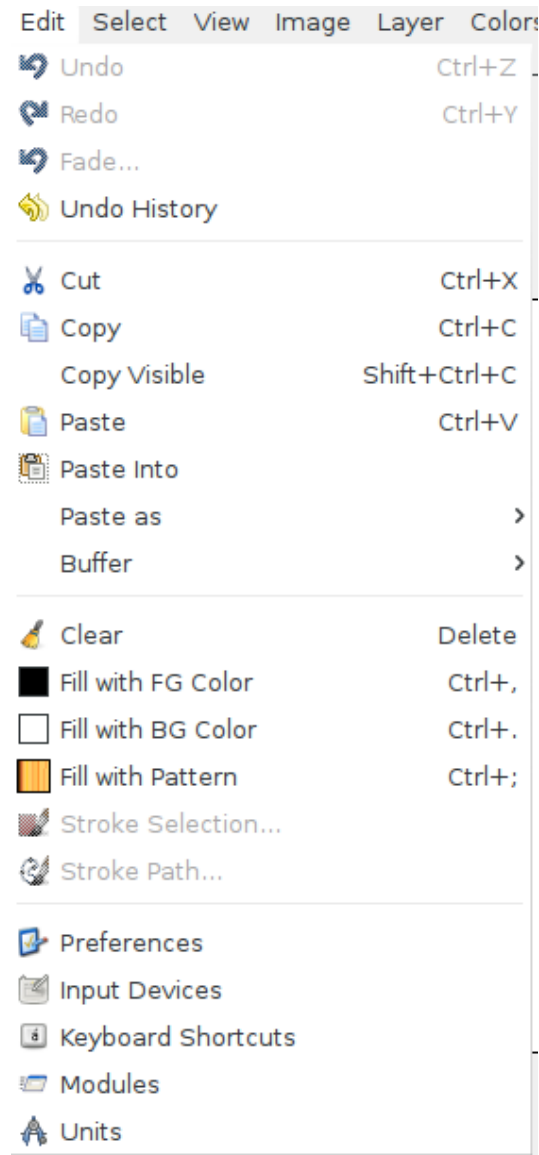 Edit Select View Image Layer Colors
Undo Ctrl+Z
Redo Ctrl+Y
Fade...
Undo History
Cut Ctrl+X
Copy Ctrl+C
Copy Visible Shift+Ctrl+C
Paste Ctrl+V
Paste Into
Paste as
Buffer
Clear Delete
Fill with FG Color Ctrl+,
Fill with BG Color Ctrl+.
Fill with Pattern Ctrl+;
Stroke Selection...
Stroke Path...
Preferences
Input Devices
Keyboard Shortcuts
Modules
Units